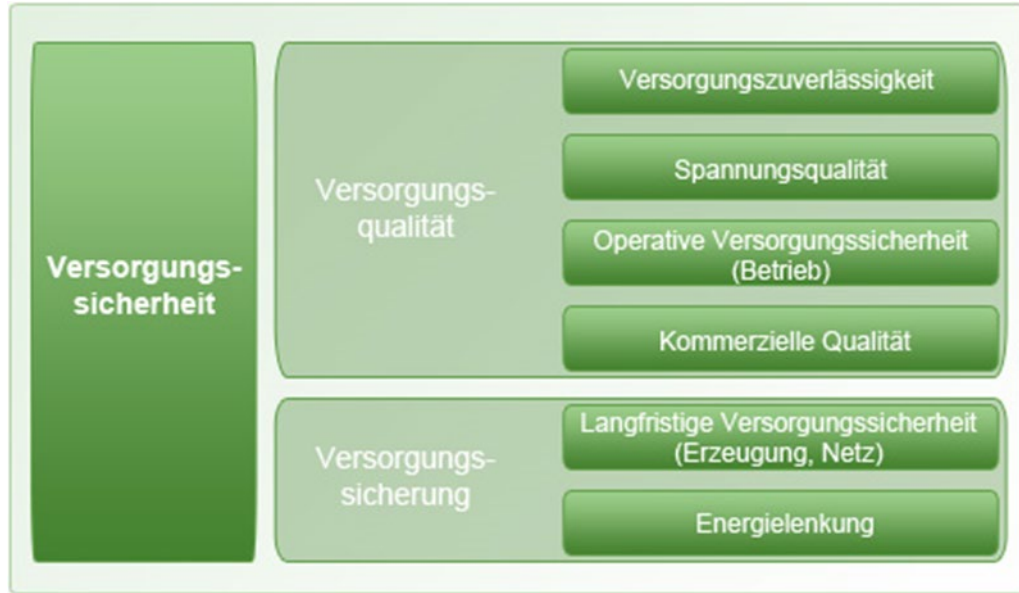 Versorgungs-
sicherheit
Versorgungs-
qualität
Versorgungszuverlässigkeit
Spannungsqualität
Operative Versorgungssicherheit
(Betrieb)
Kommerzielle Qualität
Versorgungs-
sicherung
Langfristige Versorgungssicherheit
(Erzeugung, Netz)
Energielenkung